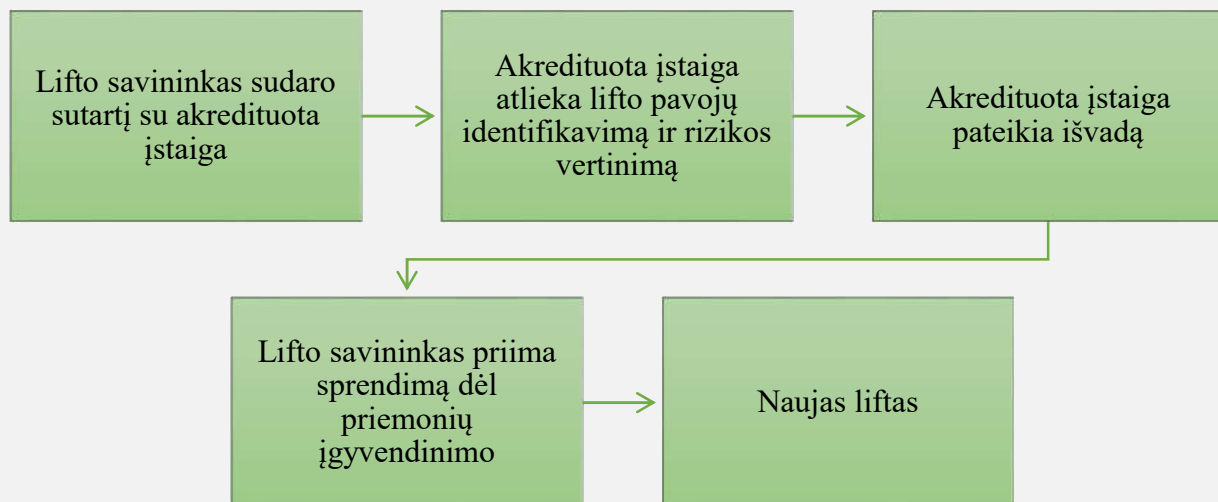 Lifto savininkas sudaro
sutartį su akredituota
įstaiga
Akredituota įstaiga
atlieka lifto pavojų
identifikavimą ir rizikos
vertinimą
Akredituota įstaiga
pateikia išvadą
Lifto savininkas priima
sprendimą dėl
priemonių
įgyvendinimo
Naujas liftas